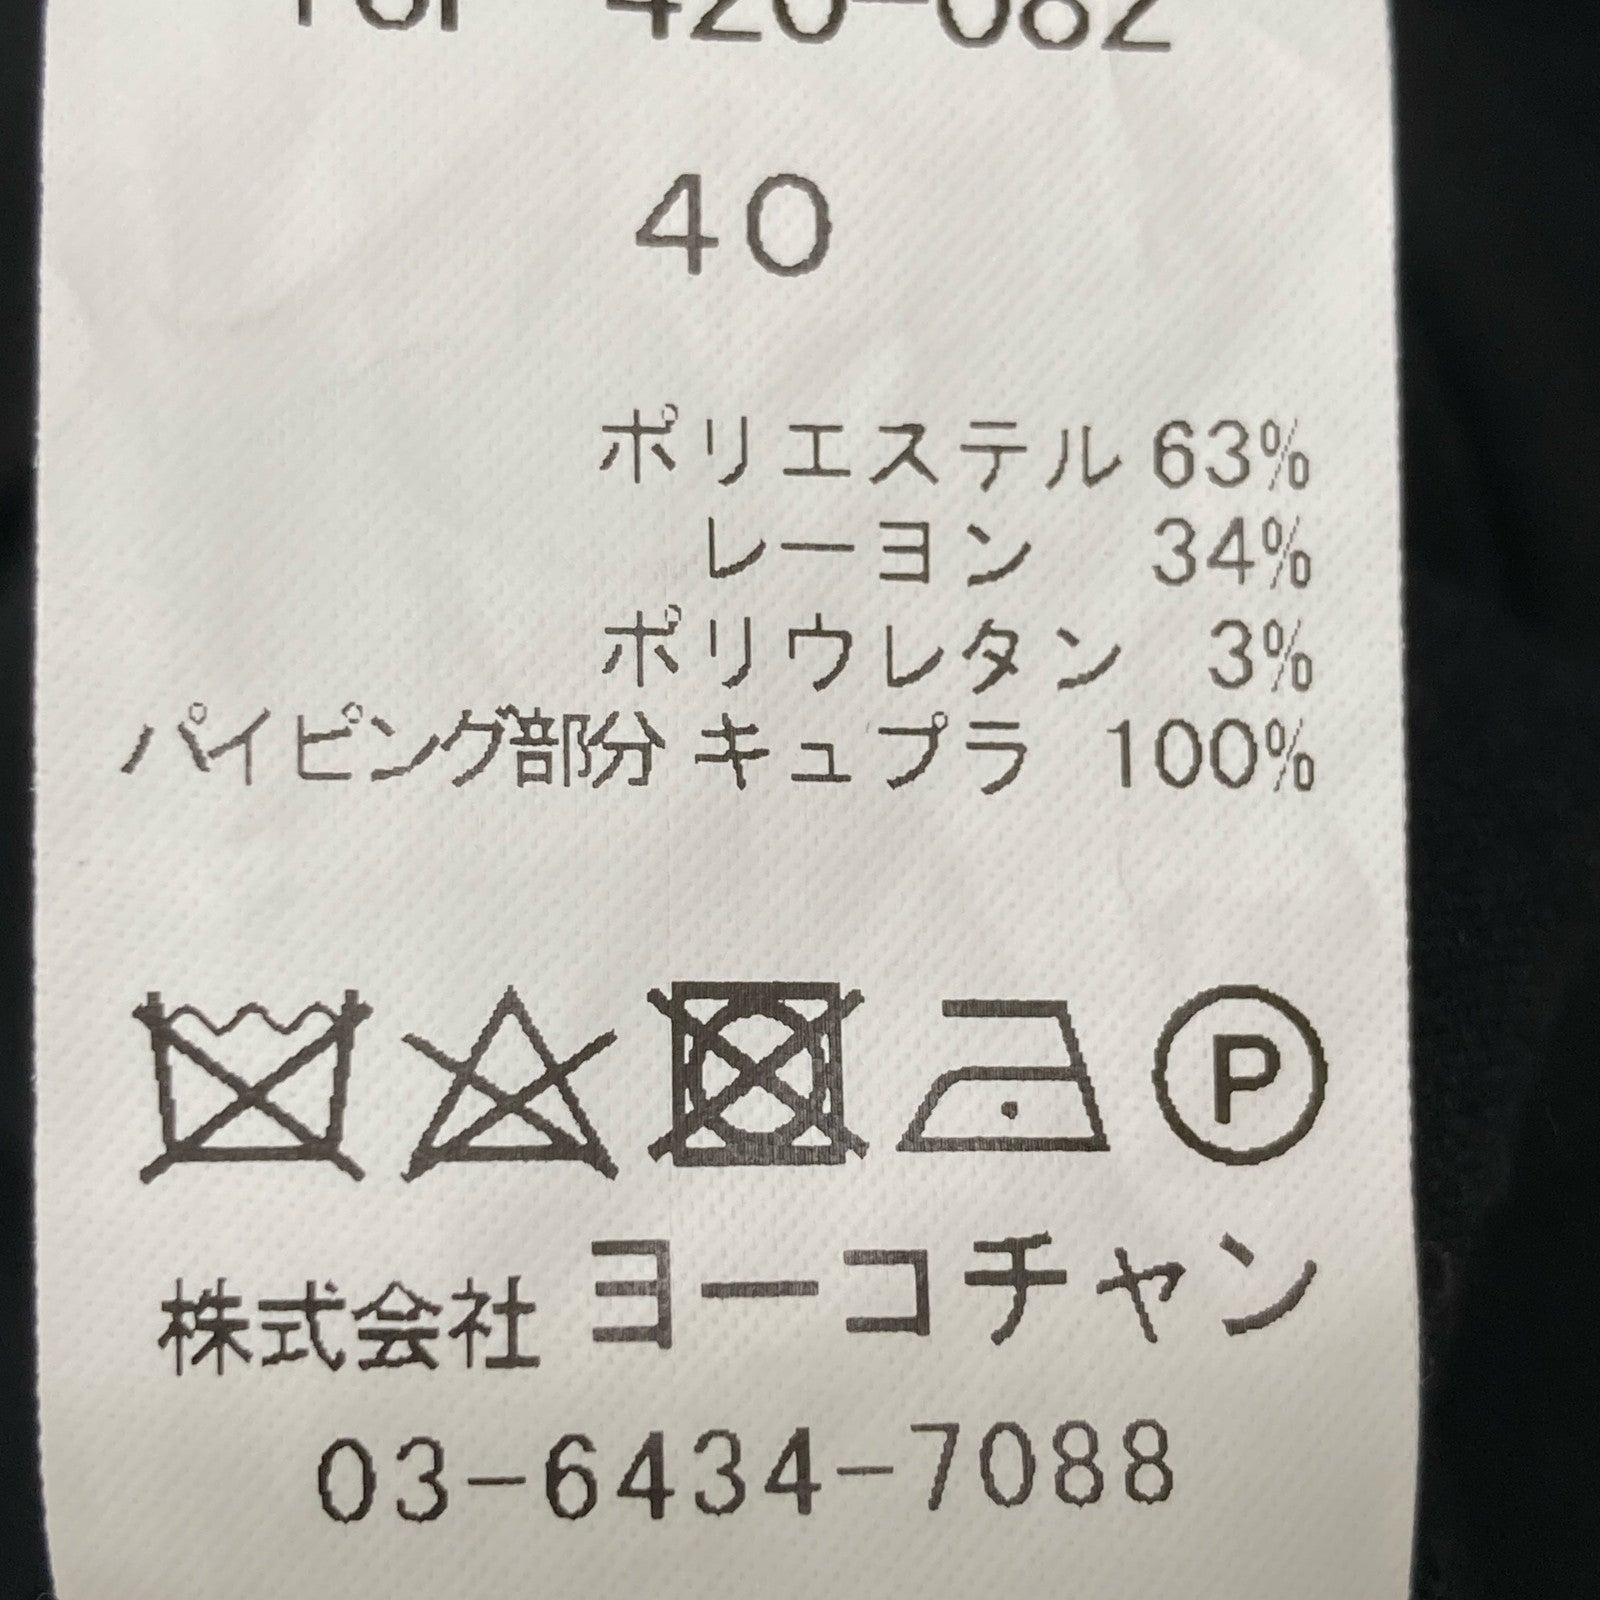 420-082
40
ポリエステル 63%
レーヨン 34%
ポリウレタン 3%
パイピング部分 キュプラ 100%
P
株式会社 ヨーコチャン
03-6434-7088